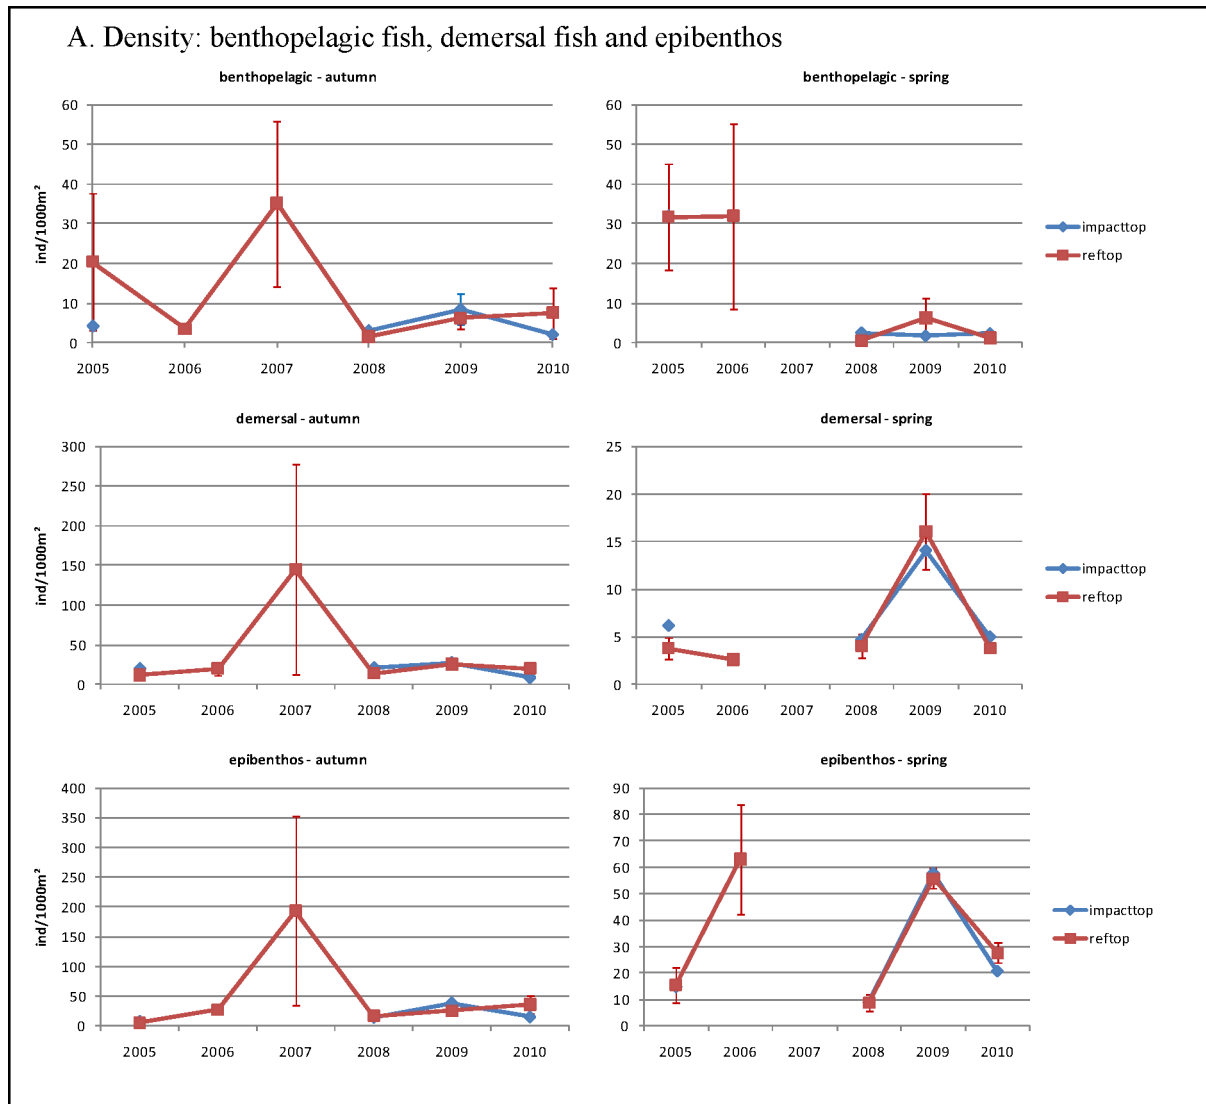 A. Density: benthopelagic fish, demersal fish and epibenthos
benthopelagic - autumn
60
50
40
30
20
10
0
ind/1000m²
2005 2006 2007 2008 2009 2010
benthopelagic - spring
60
50
40
30
20
10
0
2005 2006 2007 2008 2009 2010
impacttop
reftop
demersal - autumn
300
250
200
150
100
50
0
ind/1000m²
2005 2006 2007 2008 2009 2010
demersal - spring
25
20
15
10
5
0
2005 2006 2007 2008 2009 2010
impacttop
reftop
epibenthos - autumn
400
350
300
250
200
150
100
50
0
ind/1000m²
2005 2006 2007 2008 2009 2010
epibenthos - spring
90
80
70
60
50
40
30
20
10
0
2005 2006 2007 2008 2009 2010
impacttop
reftop